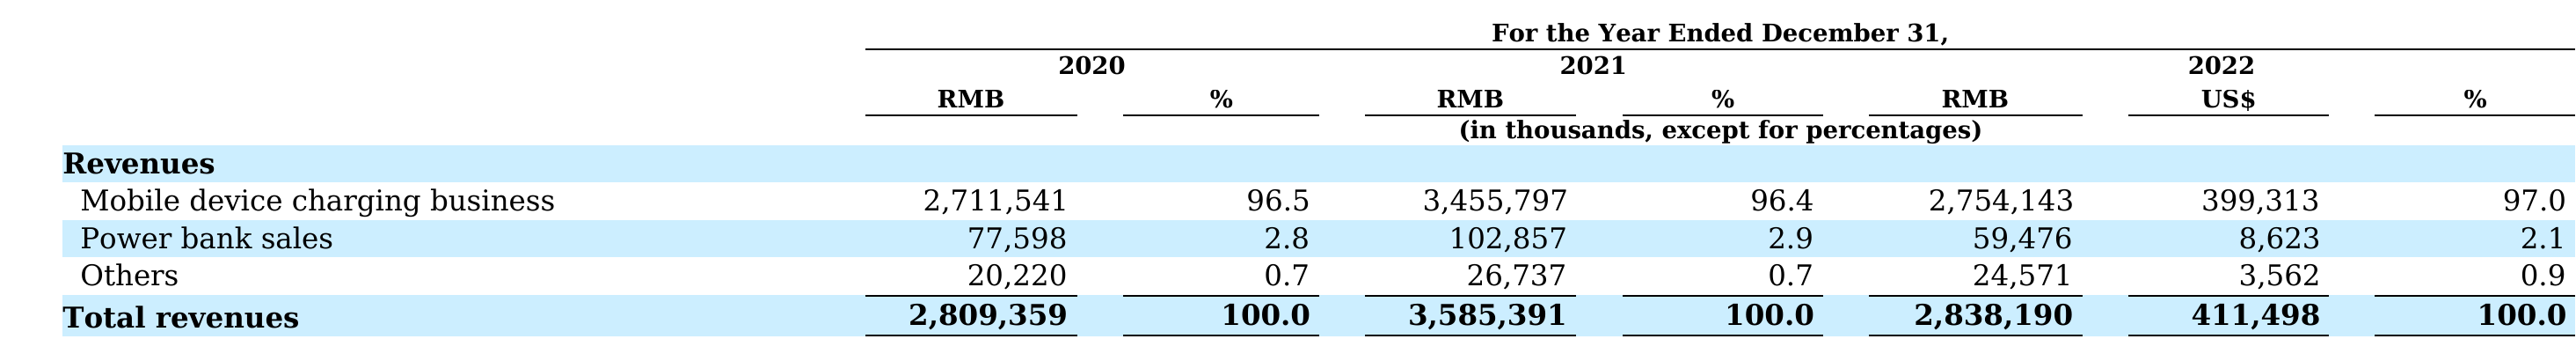 For the Year Ended December 31,
2020 2021 2022
RMB % RMB % RMB US$ %
(in thousands, except for percentages)
Revenues
Mobile device charging business 2,711,541 96.5 3,455,797 96.4 2,754,143 399,313 97.0
Power bank sales 77,598 2.8 102,857 2.9 59,476 8,623 2.1
Others 20,220 0.7 26,737 0.7 24,571 3,562 0.9
Total revenues 2,809,359 100.0 3,585,391 100.0 2,838,190 411,498 100.0